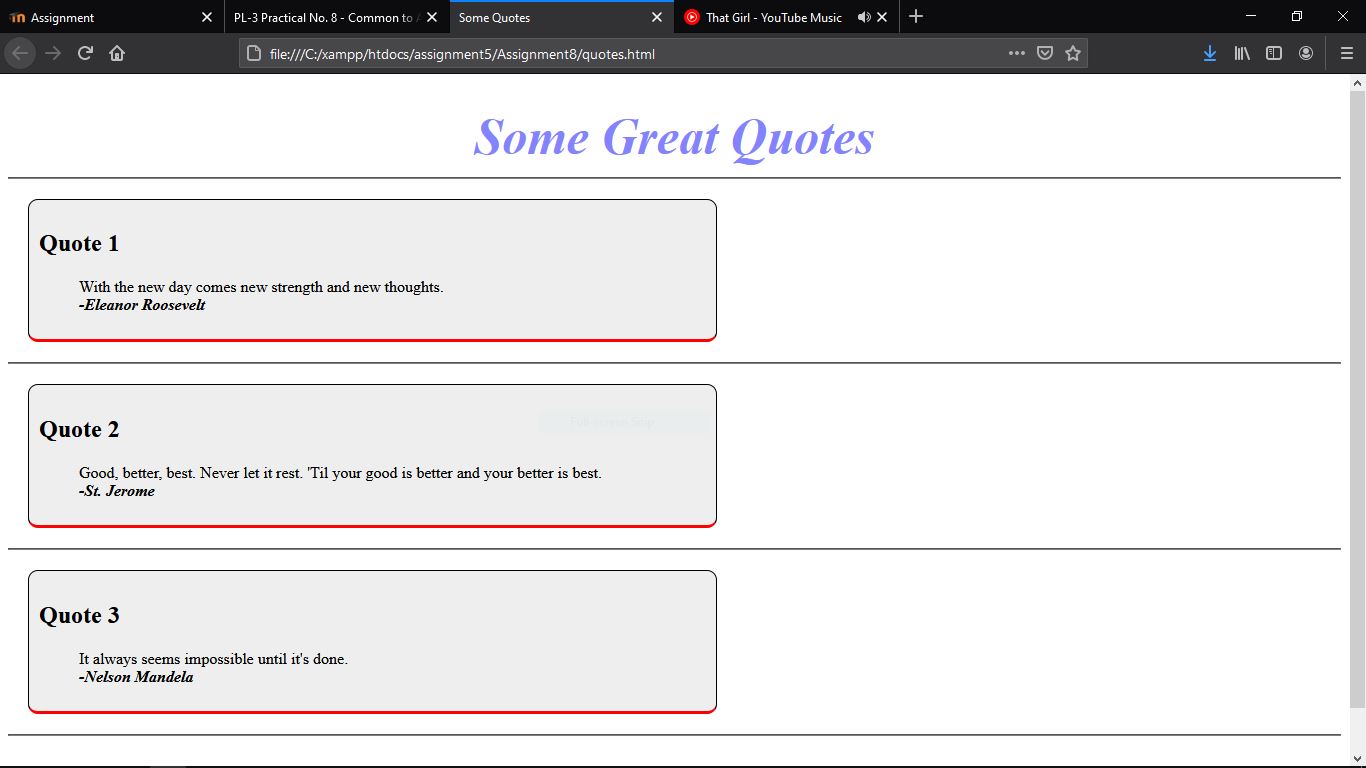 Assignment
PL-3 Practical No. 8 - Common to A
Some Quotes
That Girl - YouTube Music
file:///C:/xampp/htdocs/assignment5/Assignment8/quotes.html
Some Great Quotes
Quote 1
With the new day comes new strength and new thoughts.
-Eleanor Roosevelt
Quote 2
Full-screen Snip
Good, better, best. Never let it rest. 'Til your good is better and your better is best.
-St. Jerome
Quote 3
It always seems impossible until it's done.
-Nelson Mandela